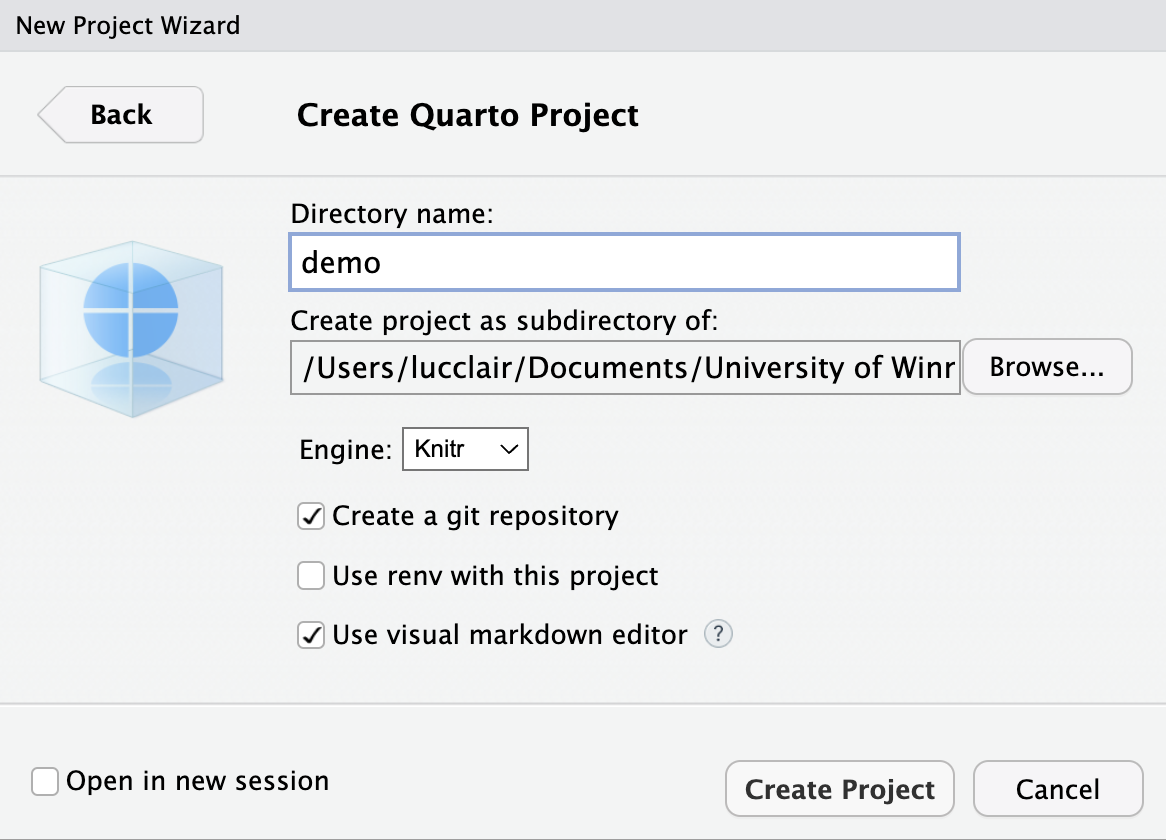 New Project Wizard
Back
Create Quarto Project
Directory name:
demo
Create project as subdirectory of:
/Users/lucclair/Documents/University of Winr
Browse...
Engine: Knitr
Create a git repository
Use renv with this project
Use visual markdown editor ?
Open in new session
Create Project
Cancel